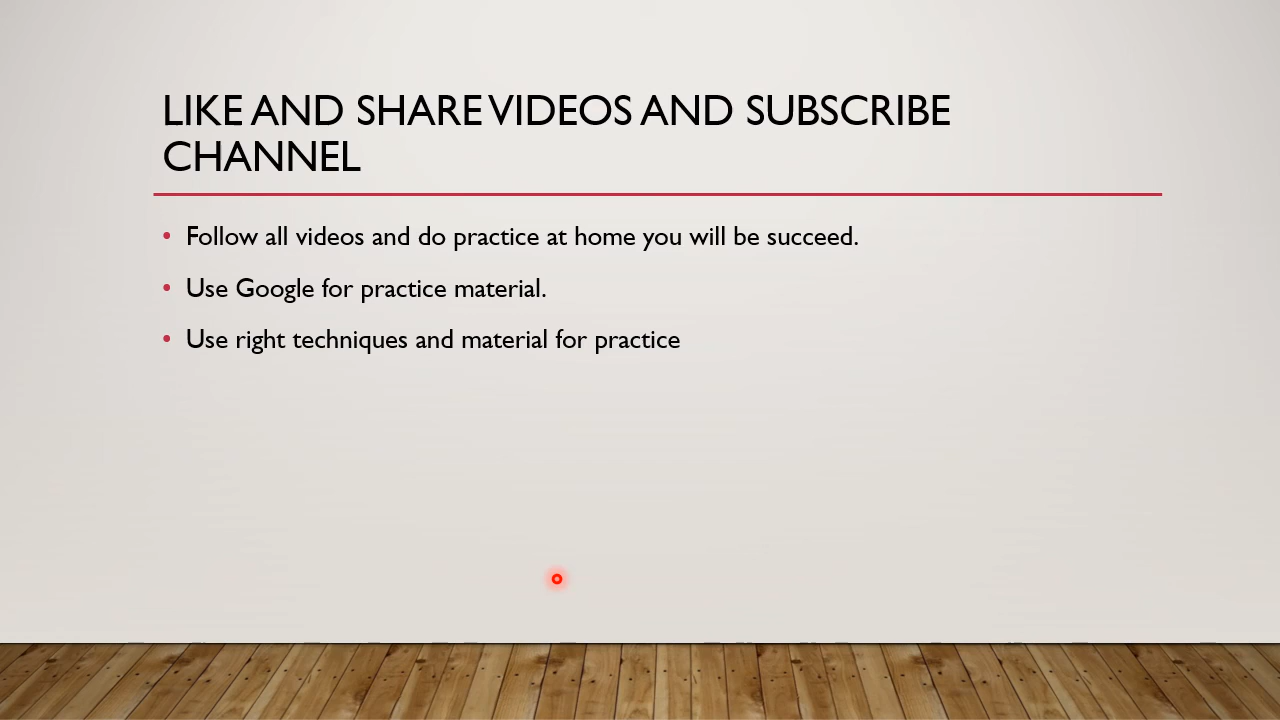 LIKE AND SHARE VIDEOS AND SUBSCRIBE
CHANNEL
• Follow all videos and do practice at home you will be succeed.
• Use Google for practice material.
• Use right techniques and material for practice